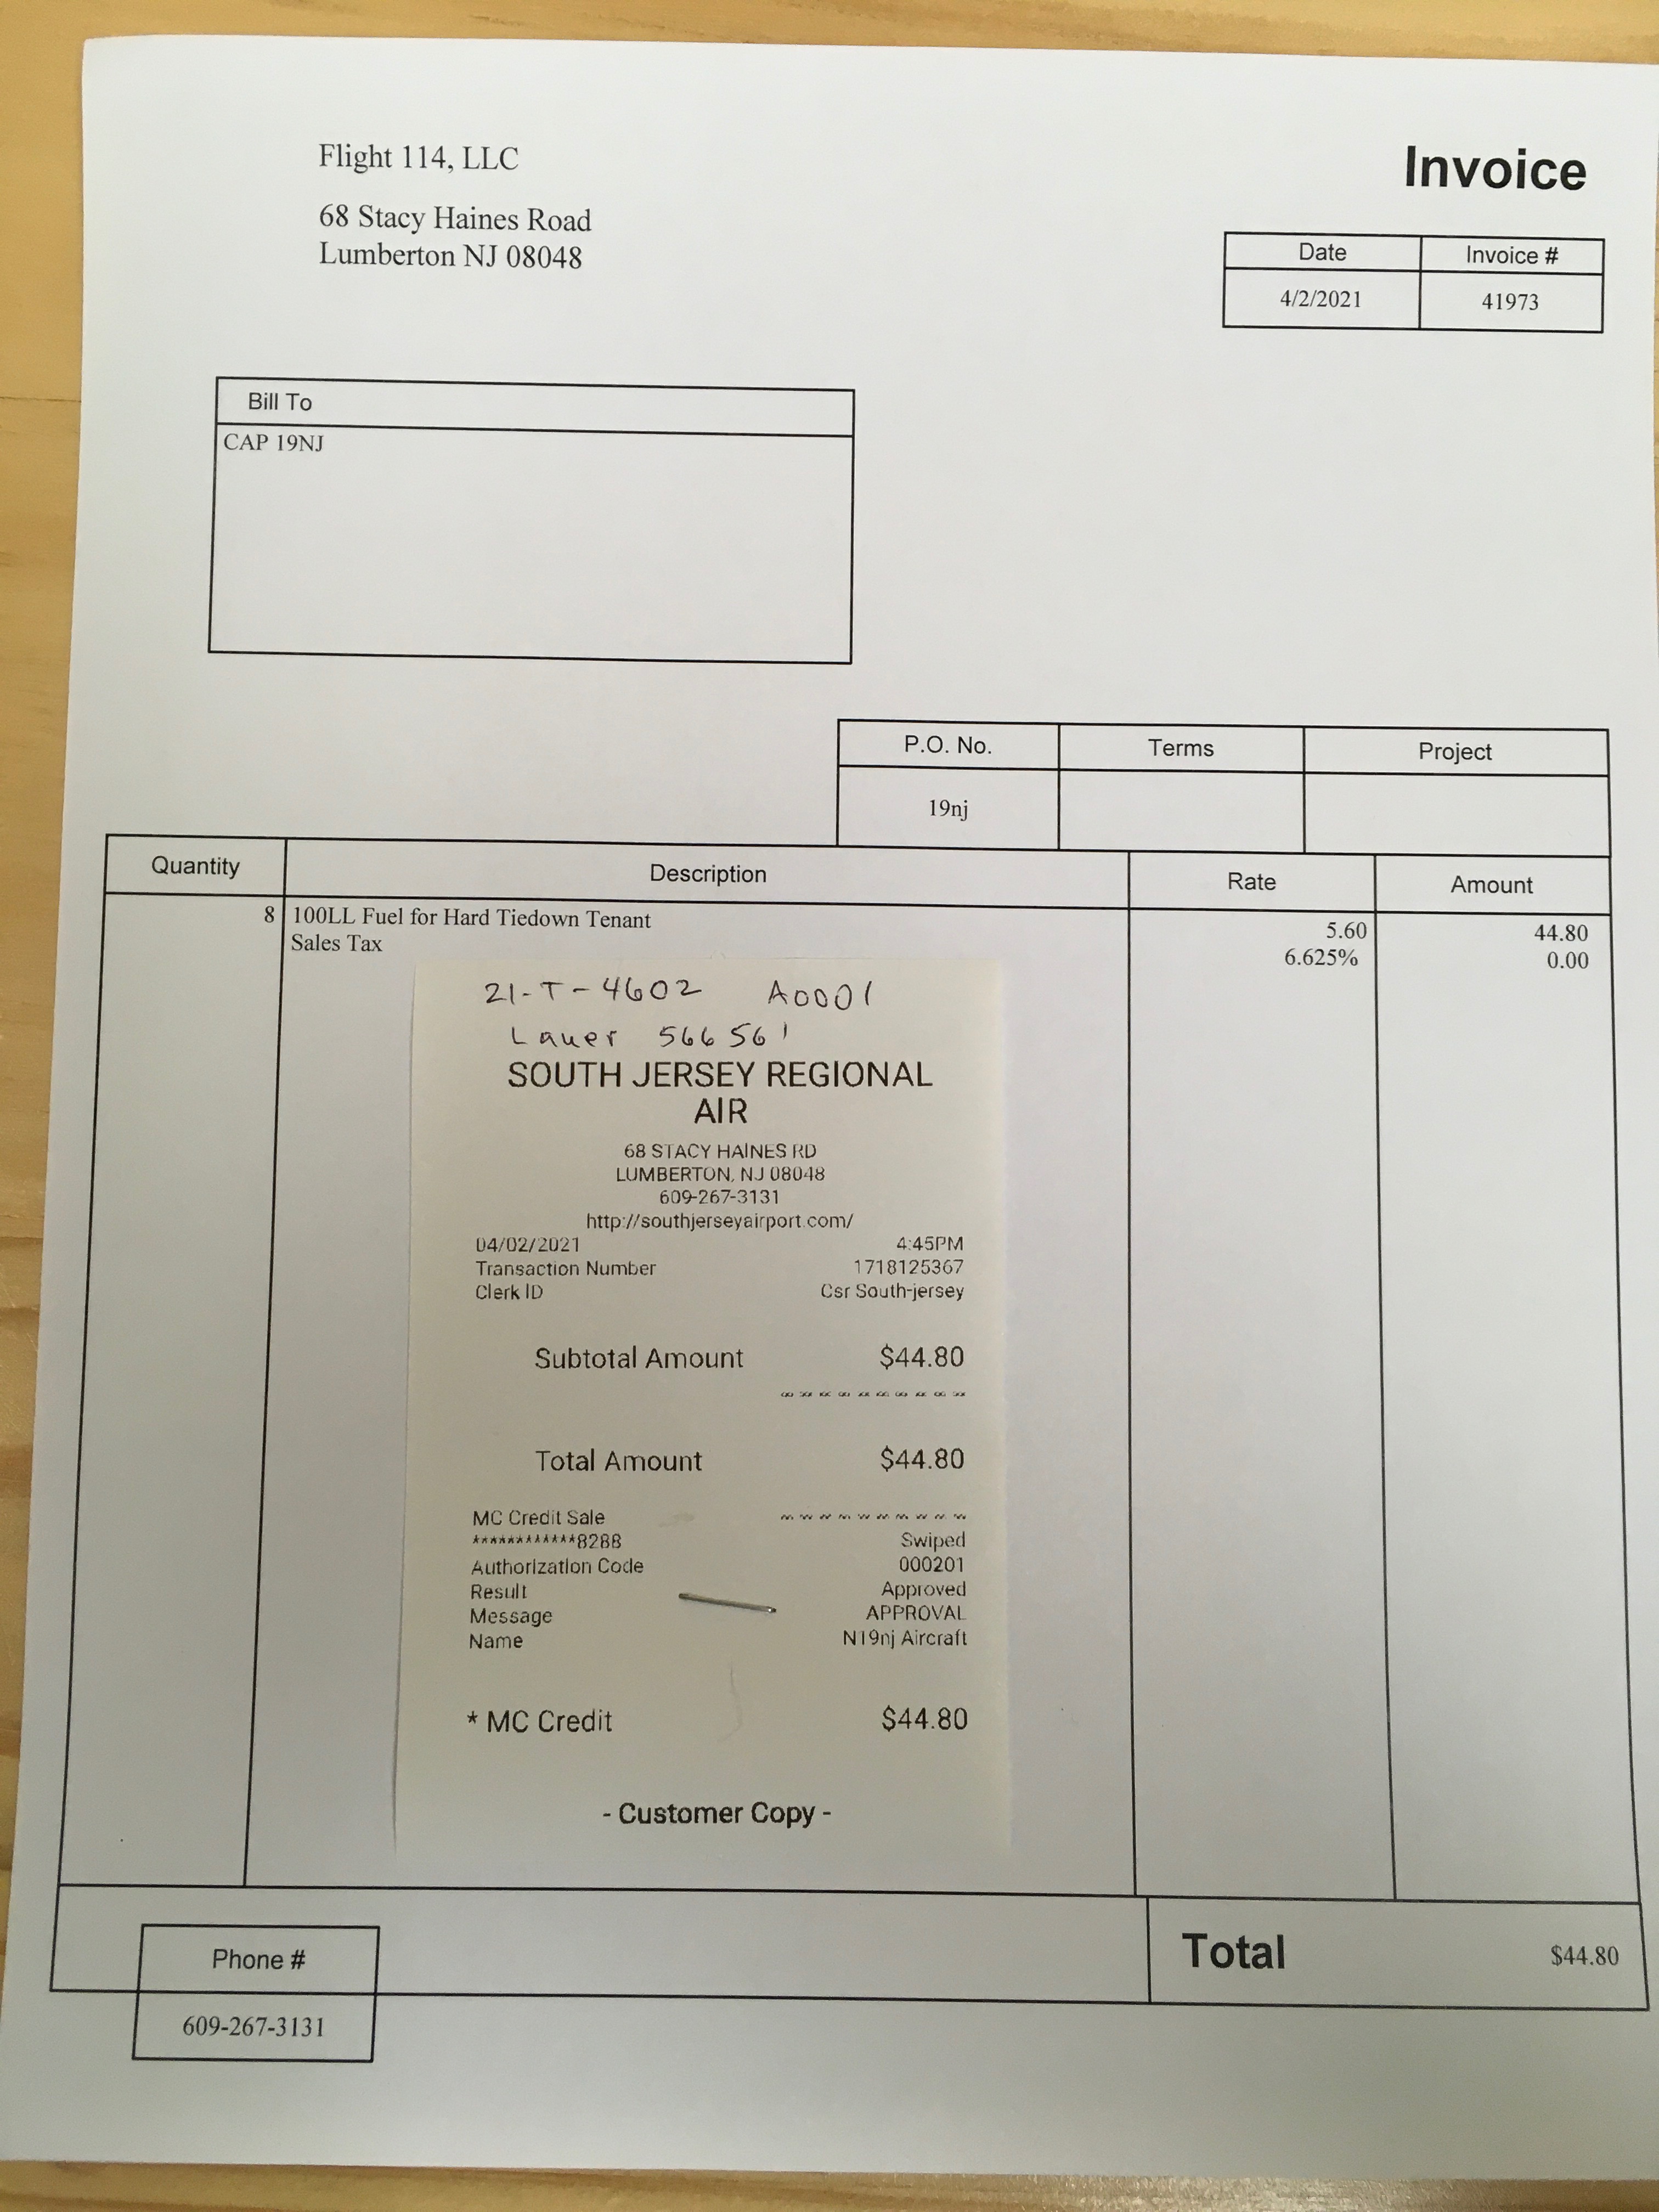 Flight 114, LLC
68 Stacy Haines Road
Lumberton NJ 08048
Invoice
Date Invoice #
4/2/2021 41973
Bill To
CAP 19NJ
P.O. No. Terms Project
19nj
Quantity Description Rate Amount
8 100LL Fuel for Hard Tiedown Tenant 5.60 44.80
Sales Tax 6.625% 0.00
21-T-4602 A0001
Lauer 566561
SOUTH JERSEY REGIONAL
AIR
68 STACY HAINES RD
LUMBERTON, NJ 08048
609-267-3131
http://southjerseyairport.com/
04/02/2021 4:45PM
Transaction Number 1718125367
Clerk ID Csr South-jersey
Subtotal Amount $44.80
Total Amount $44.80
MC Credit Sale
************8288 Swiped
Authorization Code 000201
Result Approved
Message APPROVAL
Name N19nj Aircraft
* MC Credit $44.80
- Customer Copy -
Total $44.80
Phone #
609-267-3131